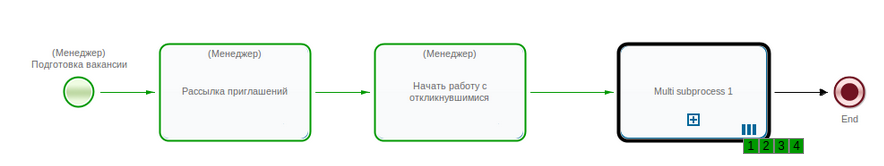 (Менеджер)
Подготовка вакансии
(Менеджер)
Рассылка приглашений
(Менеджер)
Начать работу с
откликнувшимися
Multi subprocess 1
1 2 3 4
End